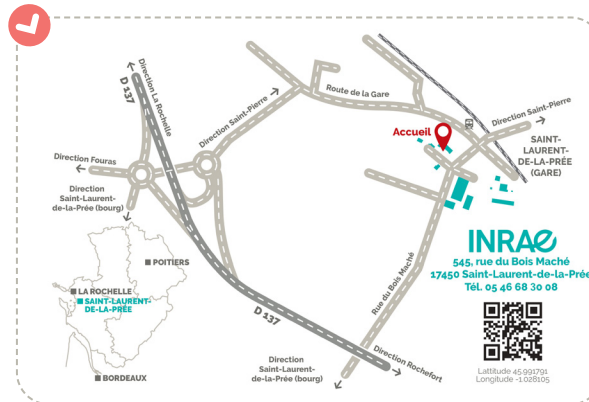 D 137
Direction La Rochelle
Direction Saint-Pierre
Route de la Gare
Direction Saint-Pierre
Accueil
SAINT-
LAURENT-
DE-LA-PRÉE
(GARE)
Direction Fouras
Direction
Saint-Laurent-
de-la-Prée (bourg)
POITIERS
LA ROCHELLE
SAINT-LAURENT-
DE-LA-PRÉE
BORDEAUX
D 137
Rue du Bois Maché
Direction Rochefort
Direction
Saint-Laurent-
de-la-Prée (bourg)
INRAE
545, rue du Bois Maché
17450 Saint-Laurent-de-la-Prée
Tél. 05 46 68 30 08
Lattitude 45.991791
Longitude -1.028105